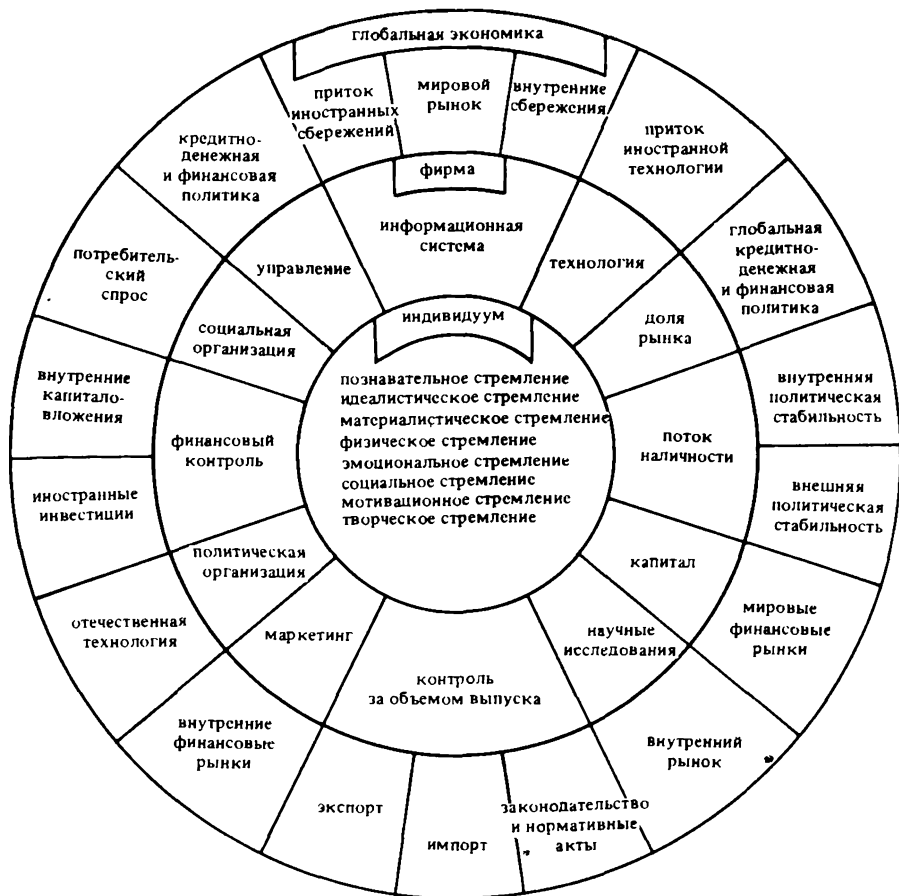 глобальная экономика
приток
иностранных
сбережений
мировой
рынок
внутренние
сбережения
приток
иностранной
технологии
глобальная
кредитно-
денежная
и финансовая
политика
внутренняя
политическая
стабильность
внешняя
политическая
стабильность
мировые
финансовые
рынки
внутренний
рынок
законодательство
и нормативные
акты
импорт
экспорт
внутренние
финансовые
рынки
отечественная
технология
иностранные
инвестиции
внутренние
капитало-
вложения
потребитель-
ский
спрос
кредитно-
денежная
и финансовая
политика
фирма
информационная
система
технология
доля
рынка
поток
наличности
капитал
научные
исследования
контроль
за объемом выпуска
маркетинг
политическая
организация
финансовый
контроль
социальная
организация
управление
индивидуум
познавательное стремление
идеалистическое стремление
материалистическое стремление
физическое стремление
эмоциональное стремление
социальное стремление
мотивационное стремление
творческое стремление